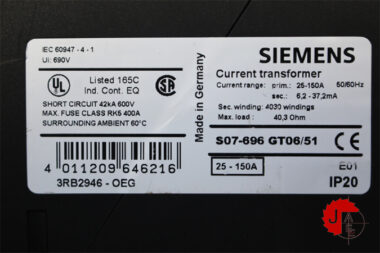 IEC 60947 - 4 - 1
Ui: 690V
UL
Listed 165C
Ind. Cont. EQ
SA
SHORT CIRCUIT 42kA 600V
MAX. FUSE CLASS RK5 400A
SURROUNDING AMBIENT 60°C
4 011209 646216
3RB2946 - OEG
Made in Germany
SIEMENS
Current transformer
Current range: prim.: 25-150A 50/60Hz
sec.: 6,2 - 37,2mA
Sec. winding: 4030 windings
Max. load : 40,3 Ohm
S07-696 GT06/51
CE
25 - 150A
E01
IP20